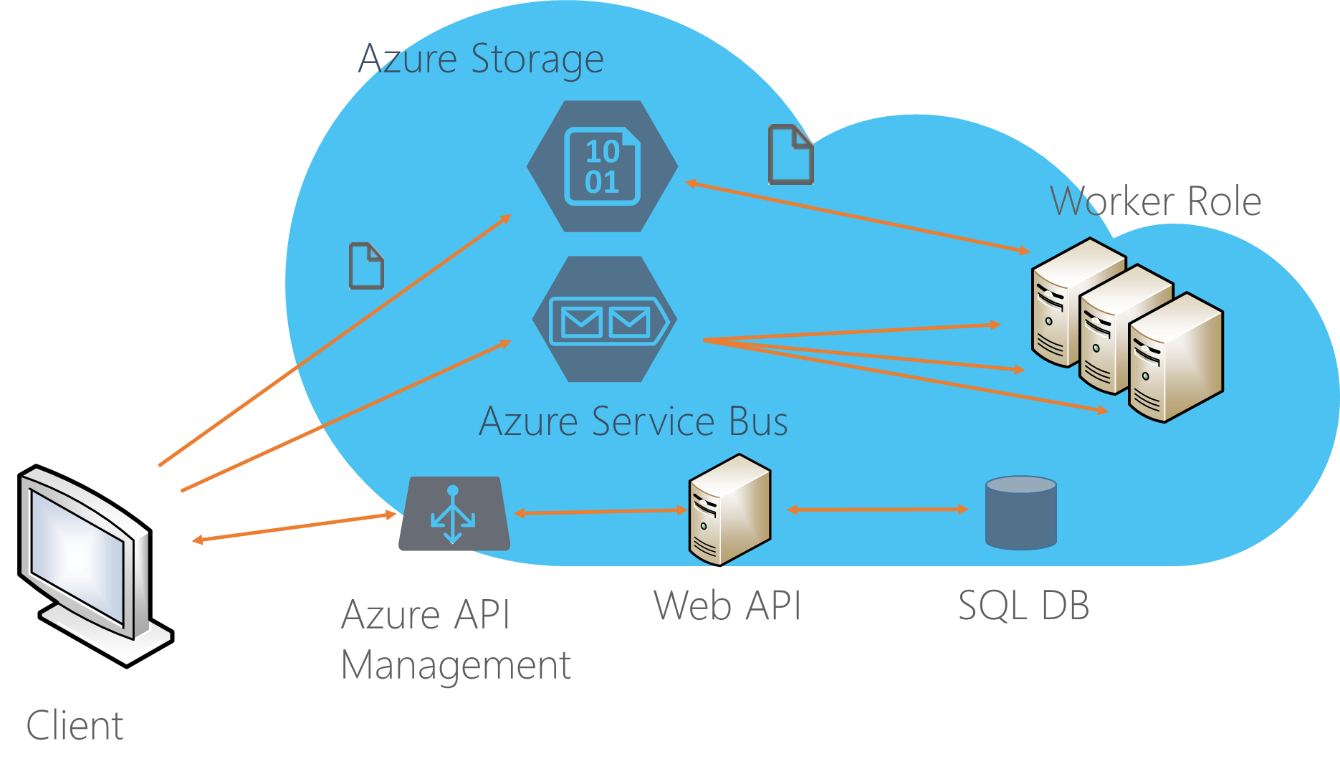 Azure Storage
10
01
Worker Role
Azure Service Bus
Azure API
Management
Web API
SQL DB
Client